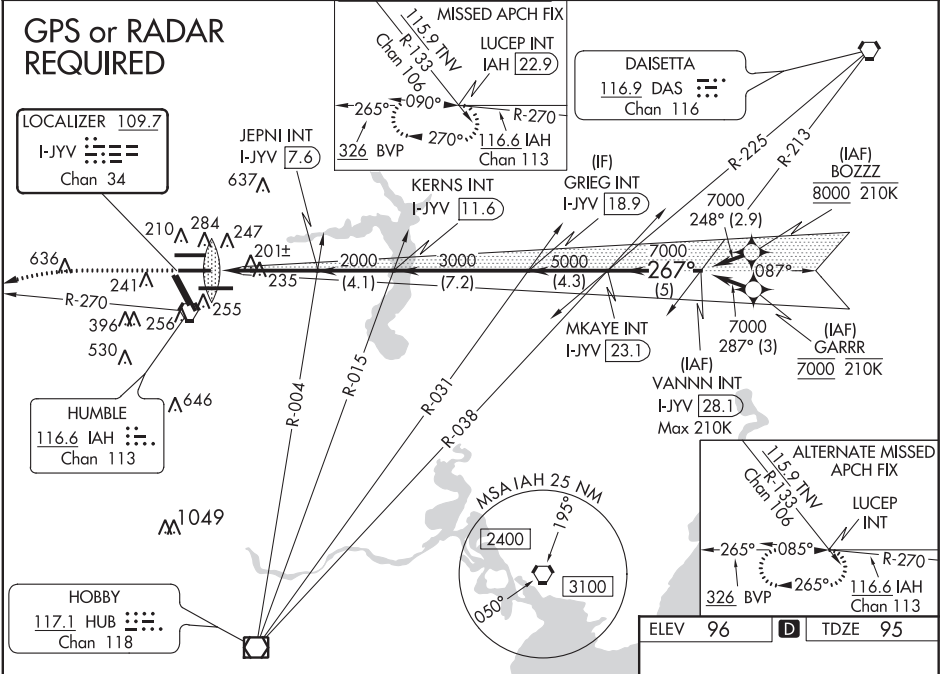 GPS or RADAR
REQUIRED
LOCALIZER 109.7
I-JYV
Chan 34
MISSED APCH FIX
115.9 TNV
R-133
Chan 106
LUCEP INT
IAH 22.9
265°
090°
270°
R-270
326 BVP
116.6 IAH
Chan 113
DAISETTA
116.9 DAS
Chan 116
JEPNI INT
I-JYV 7.6
KERNS INT
I-JYV 11.6
(IF)
GRIEG INT
I-JYV 18.9
R-225
R-213
(IAF)
BOZZZ
8000 210K
7000
248° (2.9)
637
210
284
247
201±
235
636
241
255
256
396
530
646
1049
R-270
2000
(4.1)
3000
(7.2)
5000
(4.3)
7000
267°
(5)
087°
7000
287° (3)
(IAF)
GARRR
7000 210K
MKAYE INT
I-JYV 23.1
(IAF)
VANNN INT
I-JYV 28.1
Max 210K
HUMBLE
116.6 IAH
Chan 113
R-004
R-015
R-031
R-038
MSA IAH 25 NM
195°
2400
3100
050°
HOBBY
117.1 HUB
Chan 118
ALTERNATE MISSED
APCH FIX
115.9 TNV
R-133
Chan 106
LUCEP
INT
265°
085°
265°
R-270
326 BVP
116.6 IAH
Chan 113
ELEV 96
D
TDZE 95